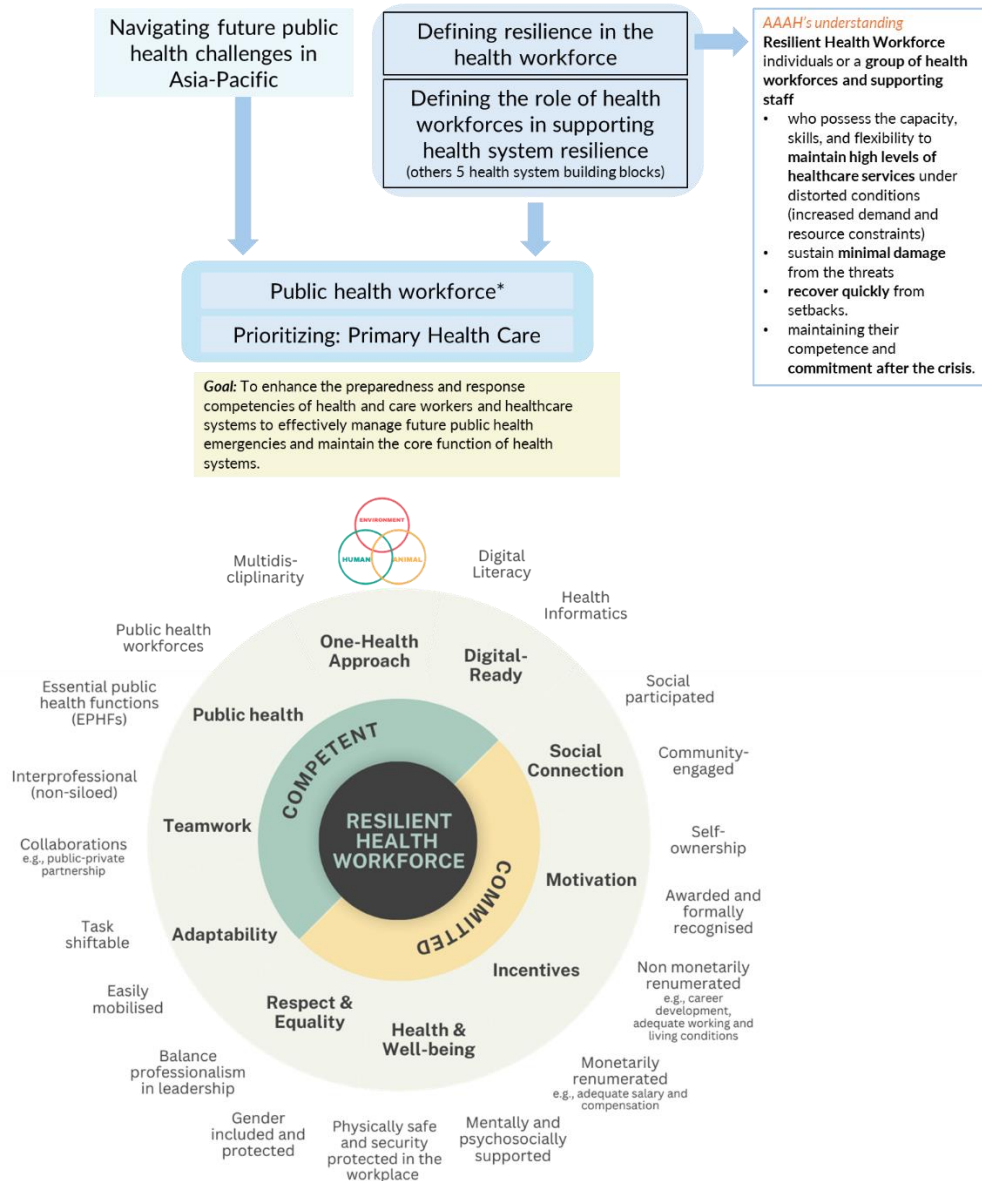 Navigating future public
health challenges in
Asia-Pacific
Defining resilience in the
health workforce
Defining the role of health
workforces in supporting
health system resilience
(others 5 health system building blocks)
AAAH's understanding
Resilient Health Workforce
individuals or a group of health
workforces and supporting
staff
• who possess the capacity,
skills, and flexibility to
maintain high levels of
healthcare services under
distorted conditions
(increased demand and
resource constraints)
• sustain minimal damage
from the threats
• recover quickly from
setbacks.
• maintaining their
competence and
commitment after the crisis.
Public health workforce*
Prioritizing: Primary Health Care
Goal: To enhance the preparedness and response
competencies of health and care workers and healthcare
systems to effectively manage future public health
emergencies and maintain the core function of health
systems.
ENVIRONMENT
HUMAN
ANIMAL
Multidis-
cliplinarity
Digital
Literacy
Health
Informatics
Public health
workforces
One-Health
Approach
Digital-
Ready
Essential public
health functions
(EPHFs)
Public health
Social
participated
Interprofessional
(non-siloed)
COMPETENT
Social
Connection
Community-
engaged
Teamwork
RESILIENT
HEALTH
WORKFORCE
Collaborations
e.g., public-private
partnership
Self-
ownership
Motivation
COMMITTED
Awarded and
formally
recognised
Task
shiftable
Adaptability
Incentives
Non monetarily
renumerated
e.g., career
development,
adequate working and
living conditions
Easily
mobilised
Respect &
Equality
Health &
Well-being
Balance
professionalism
in leadership
Monetarily
renumerated
e.g., adequate salary and
compensation
Gender
included and
protected
Physically safe
and security
protected in the
workplace
Mentally and
psychosocially
supported